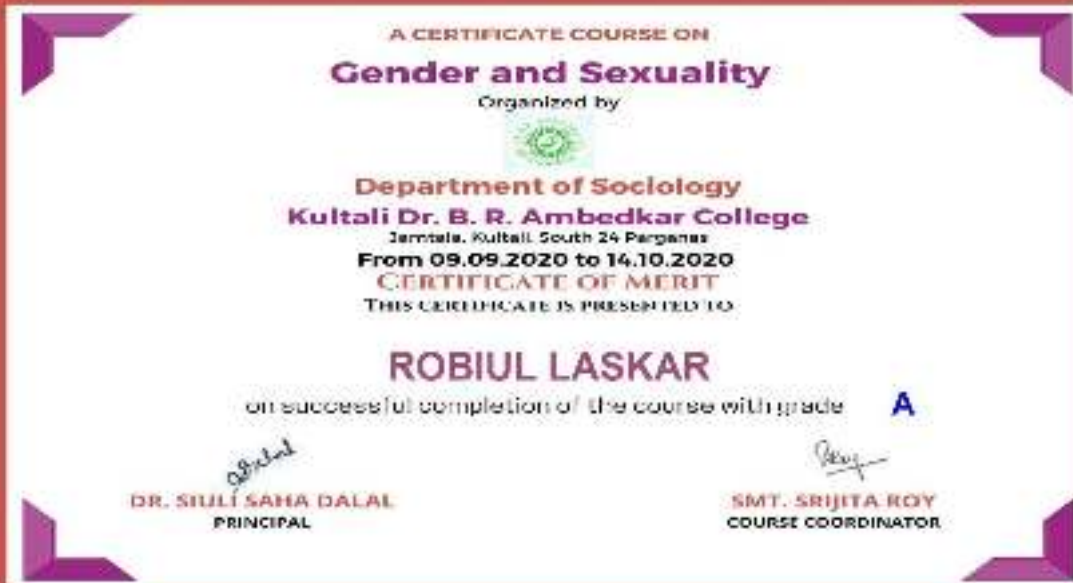 A CERTIFICATE COURSE ON
Gender and Sexuality
Organized by
Department of Sociology
Kultali Dr. B. R. Ambedkar College
Jamtala, Kultali, South 24 Parganas
From 09.09.2020 to 14.10.2020
CERTIFICATE OF MERIT
THIS CERTIFICATE IS PRESENTED TO
ROBIUL LASKAR
on successful completion of the course with grade A
DR. SIULI SAHA DALAL
PRINCIPAL
SMT. SRIJITA ROY
COURSE COORDINATOR